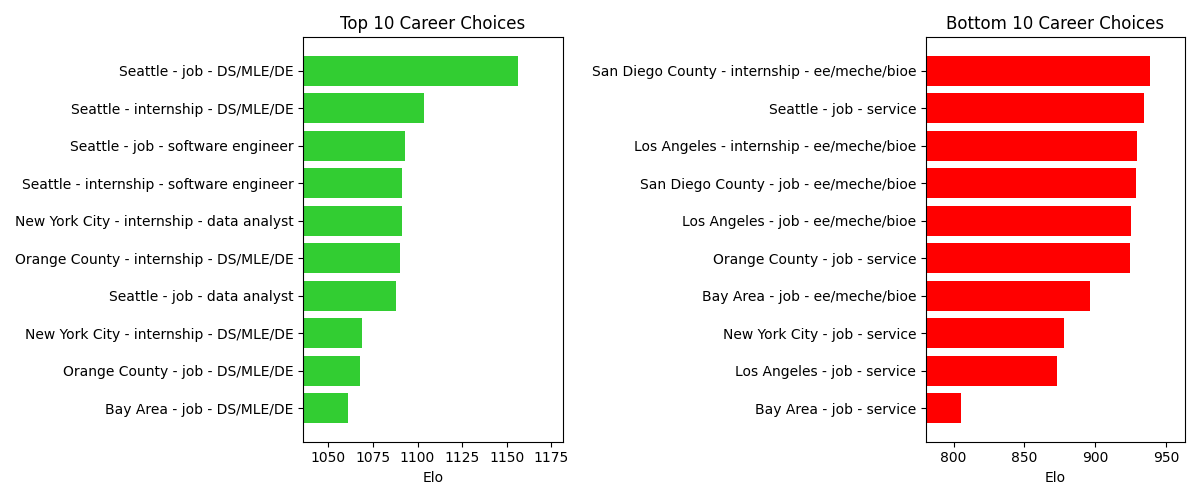 Top 10 Career Choices
Seattle - job - DS/MLE/DE
Seattle - internship - DS/MLE/DE
Seattle - job - software engineer
Seattle - internship - software engineer
New York City - internship - data analyst
Orange County - internship - DS/MLE/DE
Seattle - job - data analyst
New York City - internship - DS/MLE/DE
Orange County - job - DS/MLE/DE
Bay Area - job - DS/MLE/DE
1050 1075 1100 1125 1150 1175
Elo
Bottom 10 Career Choices
San Diego County - internship - ee/meche/bioe
Seattle - job - service
Los Angeles - internship - ee/meche/bioe
San Diego County - job - ee/meche/bioe
Los Angeles - job - ee/meche/bioe
Orange County - job - service
Bay Area - job - ee/meche/bioe
New York City - job - service
Los Angeles - job - service
Bay Area - job - service
800 850 900 950
Elo